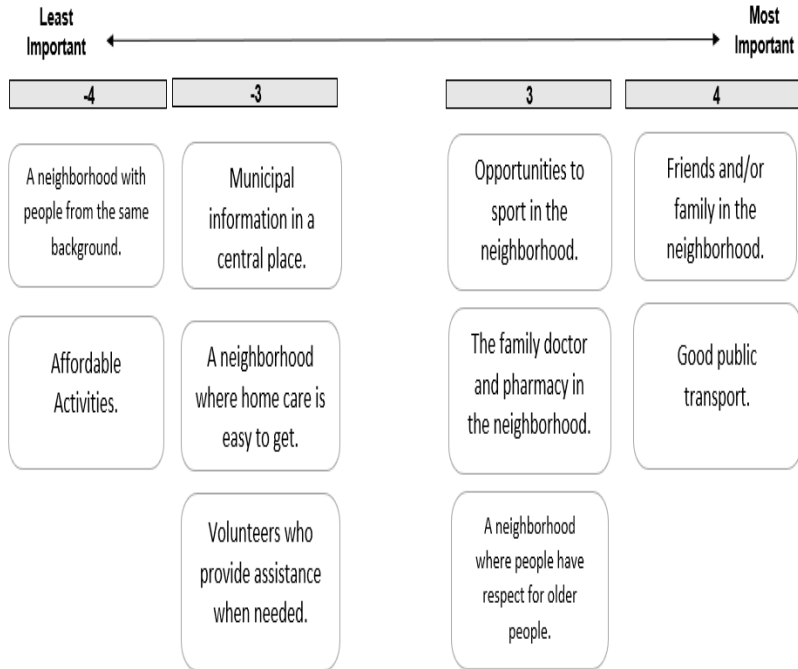 Least
Important
Most
Important
-4
-3
3
4
A neighborhood with
people from the same
background.
Municipal
information in a
central place.
Opportunities to
sport in the
neighborhood.
Friends and/or
family in the
neighborhood.
Affordable
Activities.
A neighborhood
where home care is
easy to get.
The family doctor
and pharmacy in
the neighborhood.
Good public
transport.
Volunteers who
provide assistance
when needed.
A neighborhood
where people have
respect for older
people.